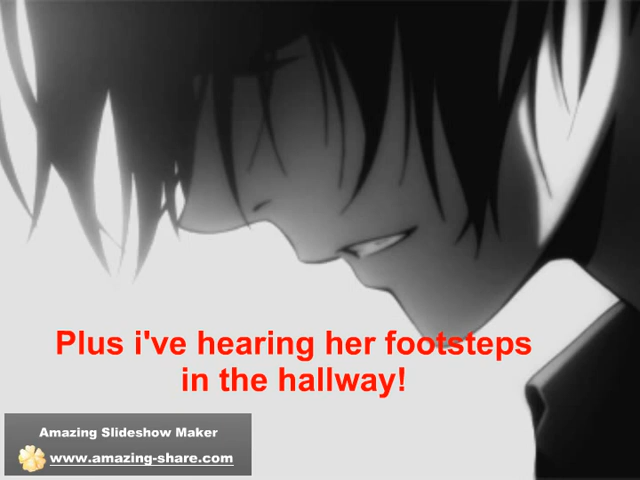 Plus i've hearing her footsteps
in the hallway!
Amazing Slideshow Maker
www.amazing-share.com